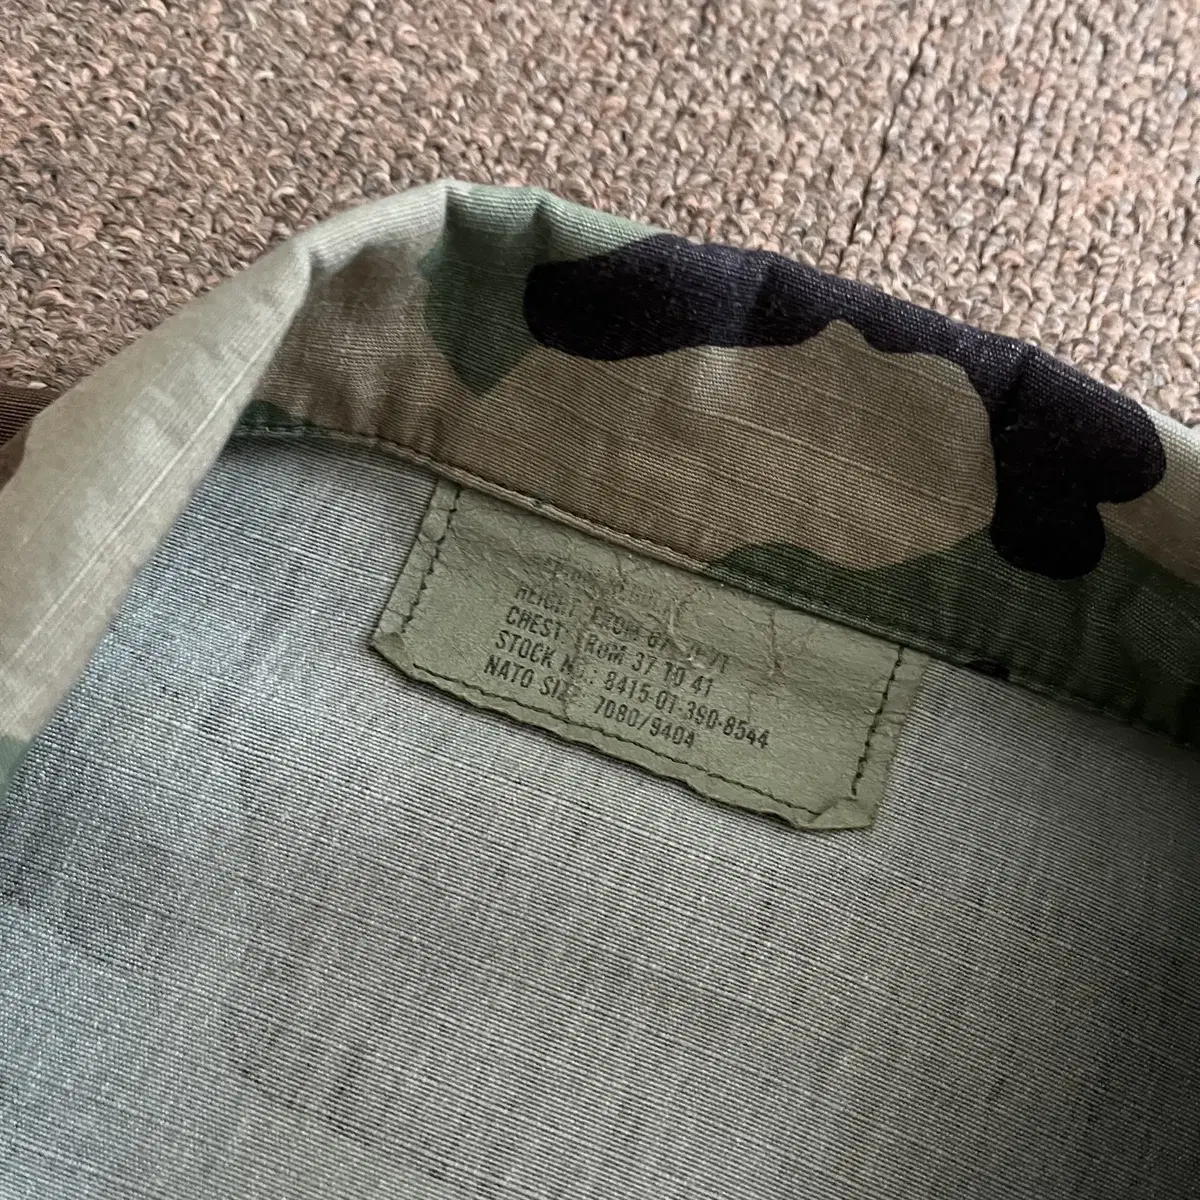 HEIGHT: FROM 67 TO 71
CHEST: FROM 37 TO 41
STOCK NO.: 8415-01-390-8544
NATO SIZE: 7080/9404